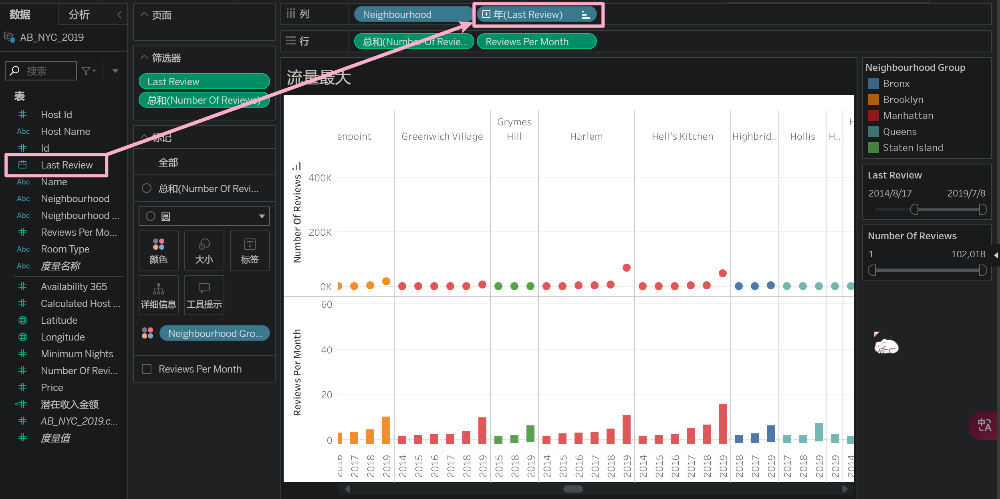 数据
分析
AB_NYC_2019
搜索
表
Host Id
Abc Host Name
Id
Last Review
Abc Name
Abc Neighbourhood
Abc Neighbourhood ...
Reviews Per Mo...
Abc Room Type
Abc 度量名称
Availability 365
Calculated Host ...
Latitude
Longitude
Minimum Nights
Number Of Revi...
Price
潜在收入金额
AB_NYC_2019.c...
度量值
页面
筛选器
Last Review
总和(Number Of Reviews)
标记
全部
总和(Number Of Revi...
圆
颜色
大小
标签
详细信息
工具提示
Neighbourhood Gro...
Reviews Per Month
列
Neighbourhood
年(Last Review)
行
总和(Number Of Revie...
Reviews Per Month
流量最大
enpoint
Greenwich Village
Grymes
Hill
Harlem
Hell's Kitchen
Highbrid..
Hollis
H..
Number Of Reviews
400K
200K
0K
Reviews Per Month
60
40
20
0
2016 2017 2018 2019 2014 2015 2016 2017 2018 2019 2015 2018 2019 2014 2015 2016 2017 2018 2019 2014 2015 2016 2017 2018 2019 2018 2017 2019 2017 2018 2019 2019 2014
Neighbourhood Group
Bronx
Brooklyn
Manhattan
Queens
Staten Island
Last Review
2014/8/17 2019/7/8
Number Of Reviews
1 102,018
中A